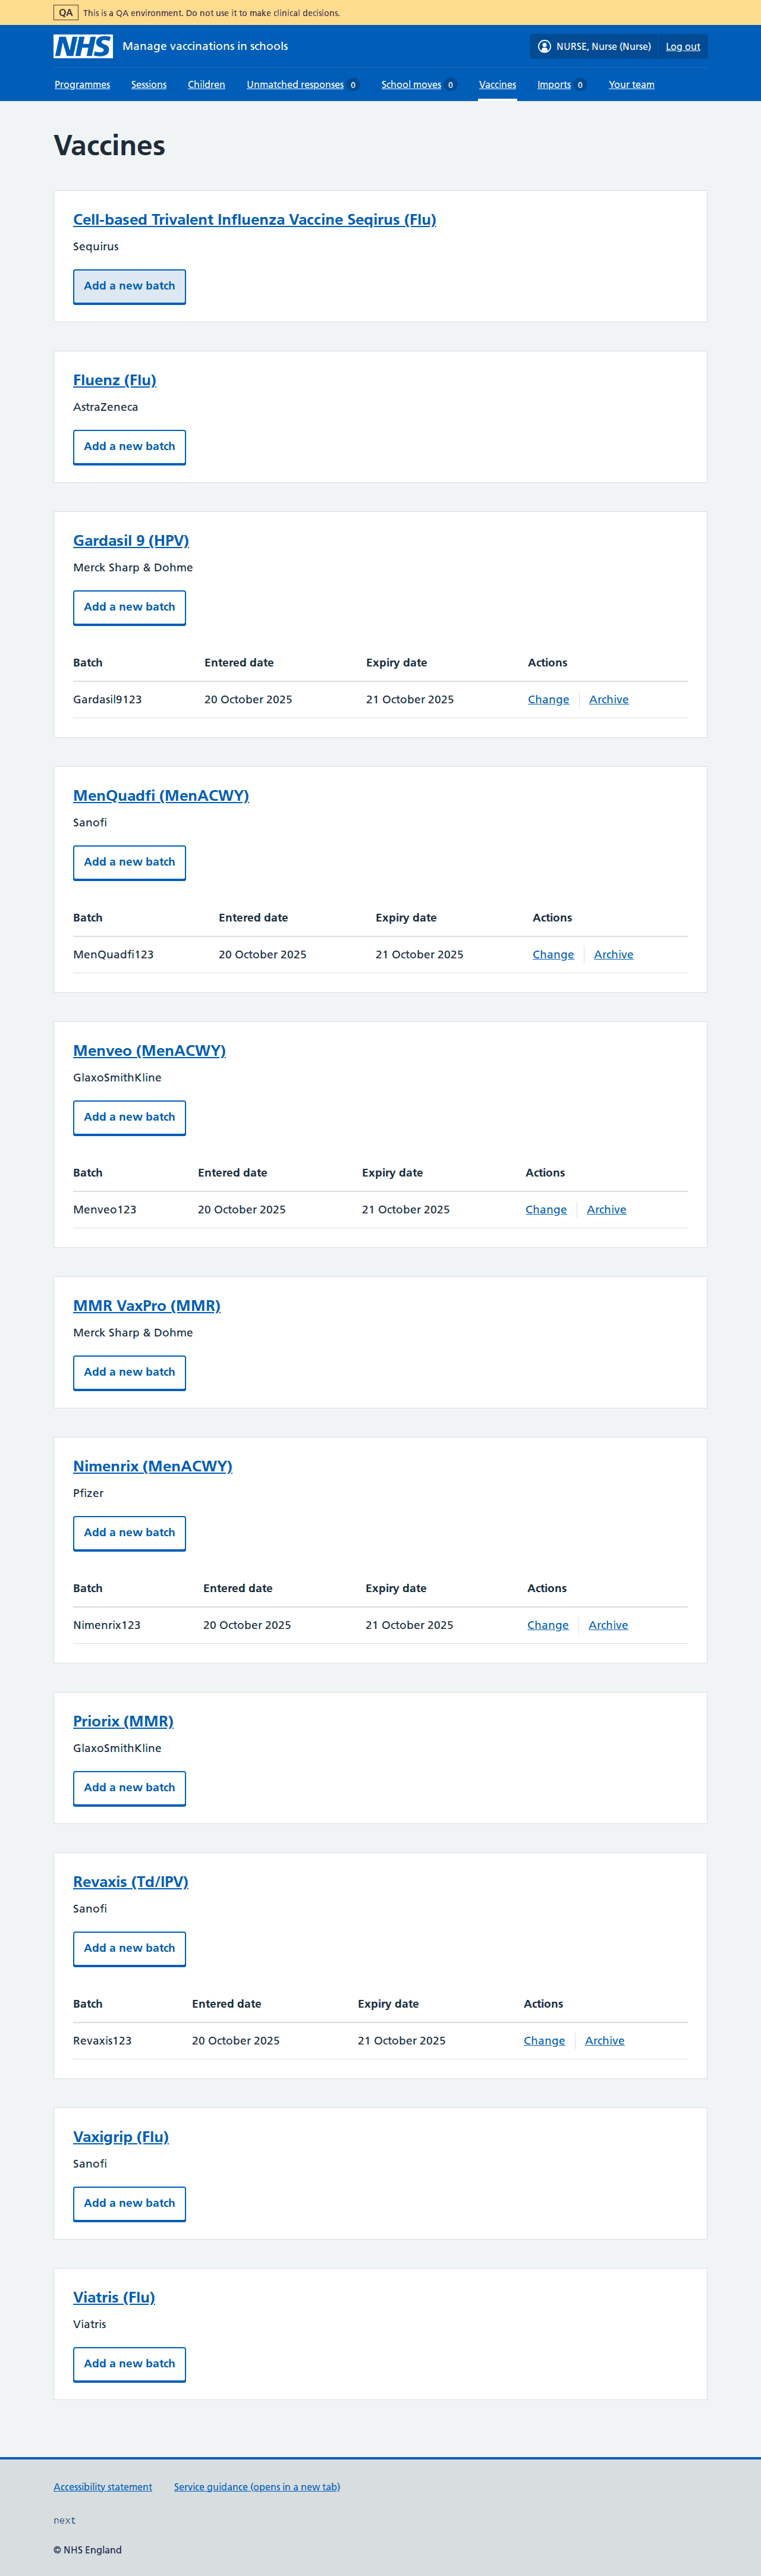 QA This is a QA environment. Do not use it to make clinical decisions.
NHS Manage vaccinations in schools NURSE, Nurse (Nurse) Log out
Programmes Sessions Children Unmatched responses 0 School moves 0 Vaccines Imports 0 Your team
Vaccines
Cell-based Trivalent Influenza Vaccine Seqirus (Flu)
Sequirus
Add a new batch
Fluenz (Flu)
AstraZeneca
Add a new batch
Gardasil 9 (HPV)
Merck Sharp & Dohme
Add a new batch
Batch Entered date Expiry date Actions
Gardasil9123 20 October 2025 21 October 2025 Change Archive
MenQuadfi (MenACWY)
Sanofi
Add a new batch
Batch Entered date Expiry date Actions
MenQuadfi123 20 October 2025 21 October 2025 Change Archive
Menveo (MenACWY)
GlaxoSmithKline
Add a new batch
Batch Entered date Expiry date Actions
Menveo123 20 October 2025 21 October 2025 Change Archive
MMR VaxPro (MMR)
Merck Sharp & Dohme
Add a new batch
Nimenrix (MenACWY)
Pfizer
Add a new batch
Batch Entered date Expiry date Actions
Nimenrix123 20 October 2025 21 October 2025 Change Archive
Priorix (MMR)
GlaxoSmithKline
Add a new batch
Revaxis (Td/IPV)
Sanofi
Add a new batch
Batch Entered date Expiry date Actions
Revaxis123 20 October 2025 21 October 2025 Change Archive
Vaxigrip (Flu)
Sanofi
Add a new batch
Viatris (Flu)
Viatris
Add a new batch
Accessibility statement Service guidance (opens in a new tab)
next
© NHS England